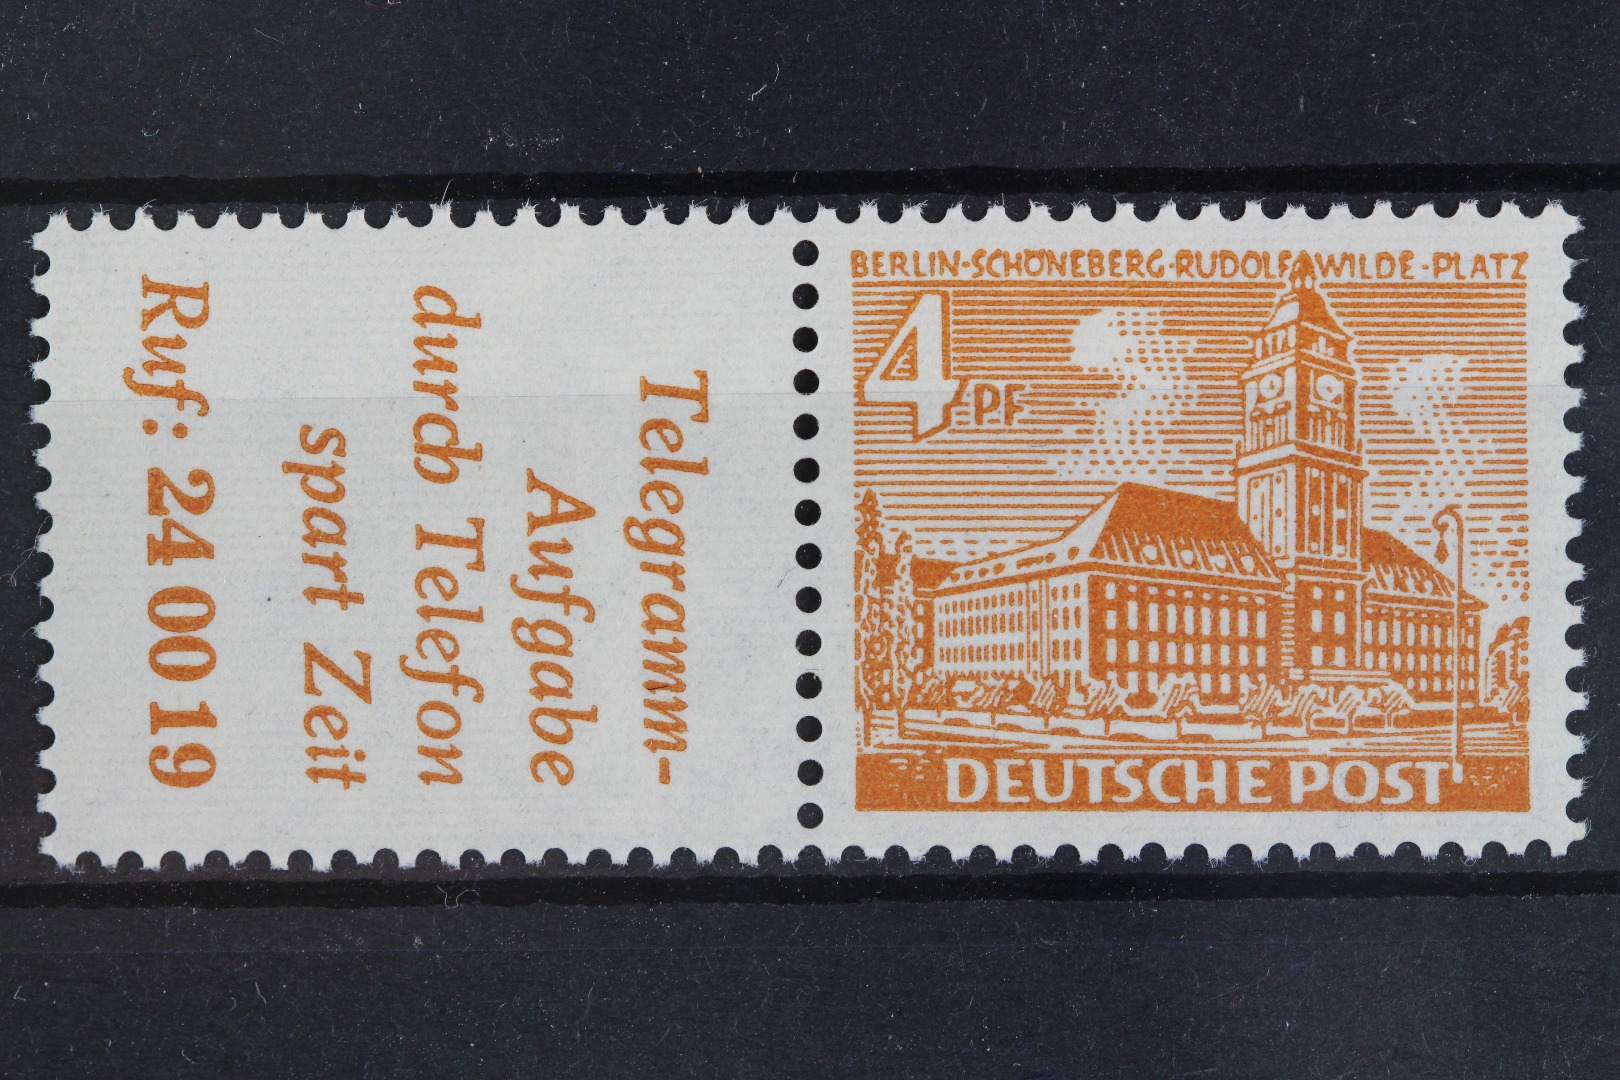 Telegramm-
Aufgabe
durch Telefon
spart Zeit
Ruf: 24 00 19
BERLIN-SCHÖNEBERG·RUDOLF WILDE-PLATZ
4 PF
DEUTSCHE POST